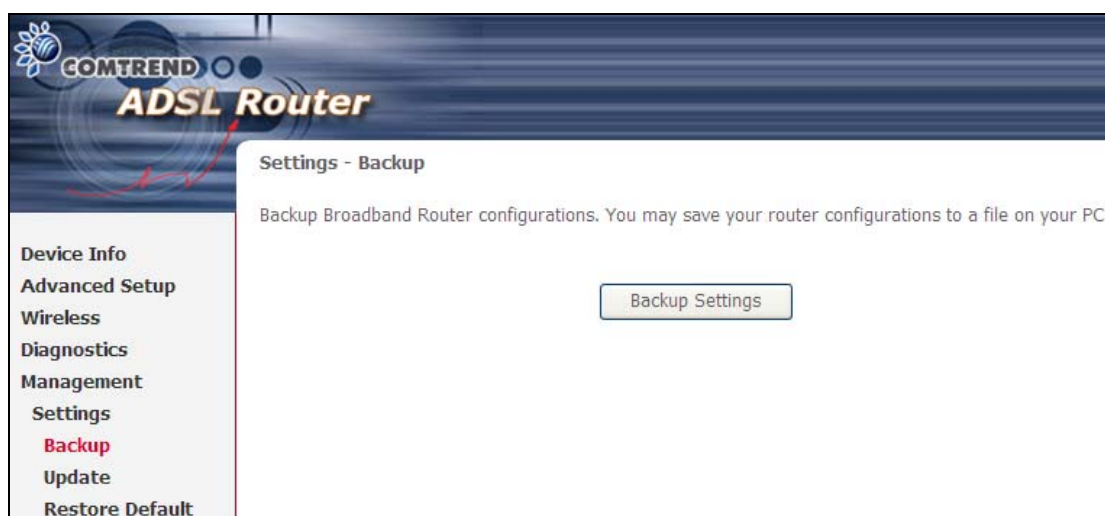 COMTREND
ADSL Router
Settings - Backup
Backup Broadband Router configurations. You may save your router configurations to a file on your PC
Backup Settings
Device Info
Advanced Setup
Wireless
Diagnostics
Management
Settings
Backup
Update
Restore Default